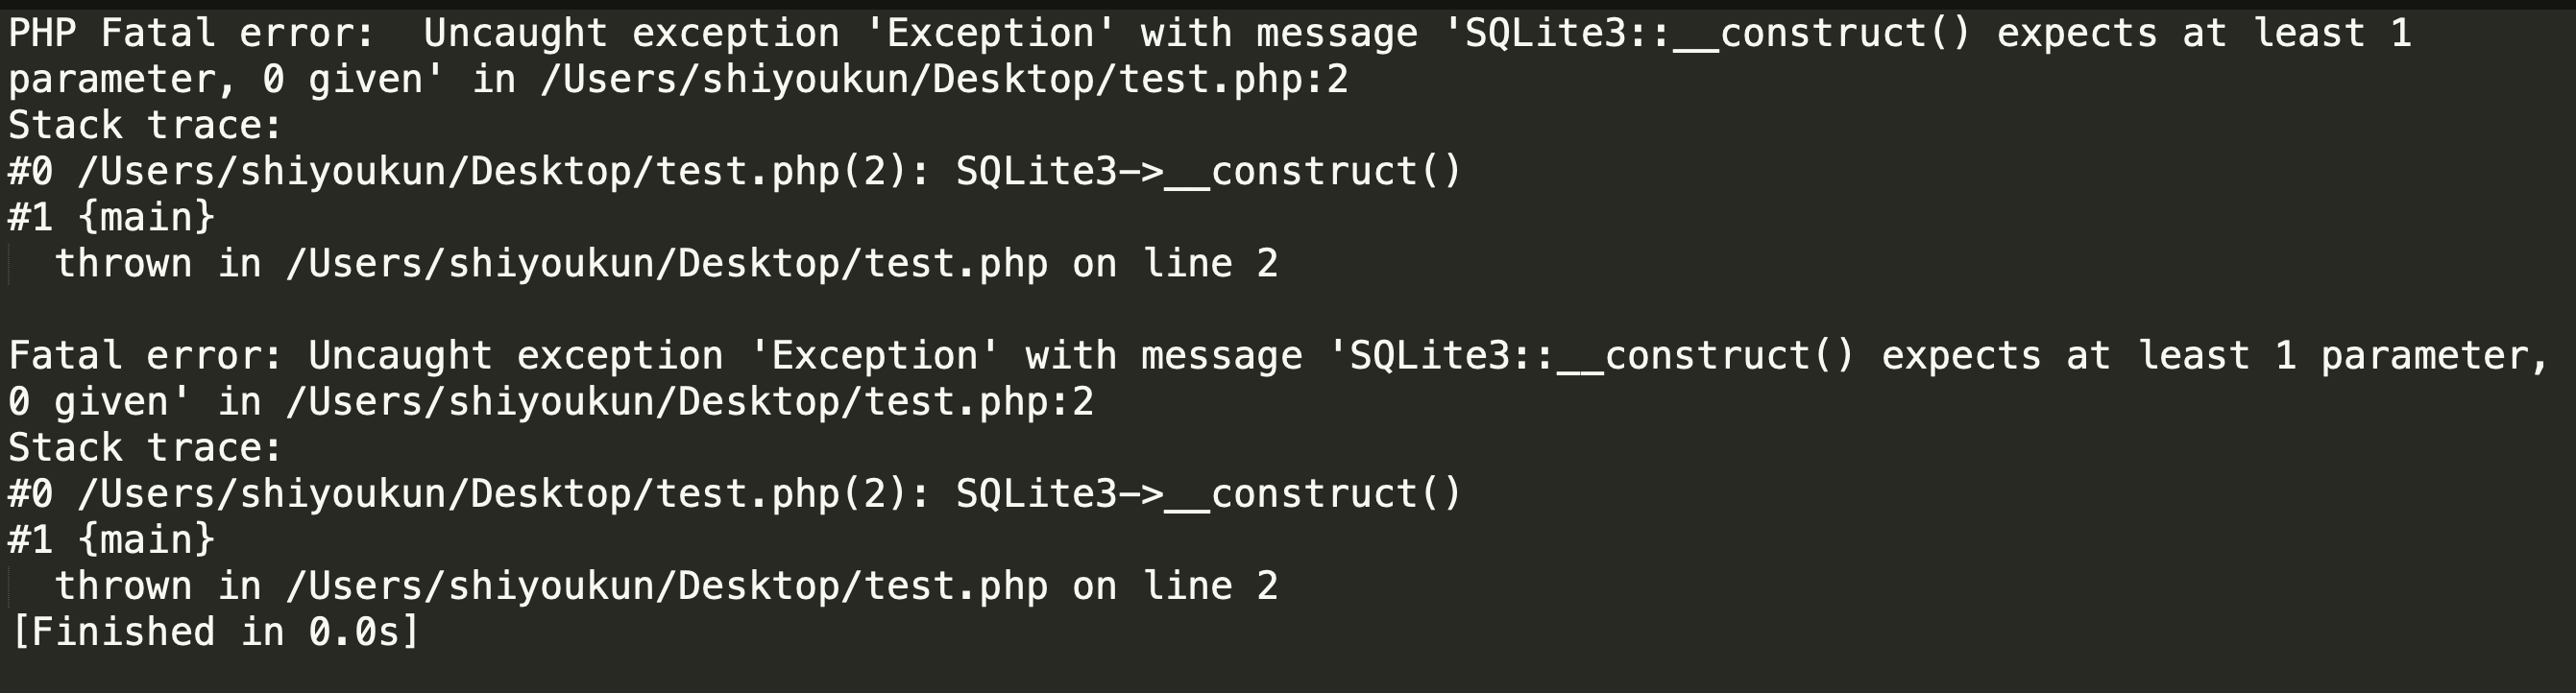 PHP Fatal error:  Uncaught exception 'Exception' with message 'SQLite3::__construct() expects at least 1
parameter, 0 given' in /Users/shiyoukun/Desktop/test.php:2
Stack trace:
#0 /Users/shiyoukun/Desktop/test.php(2): SQLite3->__construct()
#1 {main}
  thrown in /Users/shiyoukun/Desktop/test.php on line 2

Fatal error: Uncaught exception 'Exception' with message 'SQLite3::__construct() expects at least 1 parameter,
0 given' in /Users/shiyoukun/Desktop/test.php:2
Stack trace:
#0 /Users/shiyoukun/Desktop/test.php(2): SQLite3->__construct()
#1 {main}
  thrown in /Users/shiyoukun/Desktop/test.php on line 2
[Finished in 0.0s]